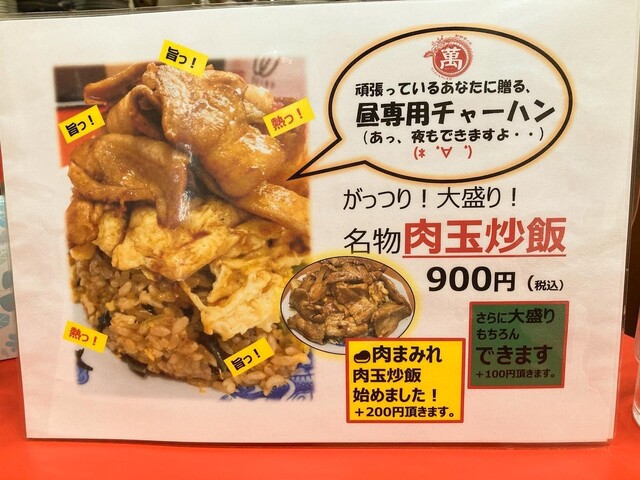 萬
旨っ！
旨っ！
熱っ！
熱っ！
旨っ！
頑張っているあなたに贈る、
昼専用チャーハン
（あっ、夜もできますよ・・）
(*˙∀˙)
がっつり！大盛り！
名物肉玉炒飯
900円（税込）
肉まみれ
肉玉炒飯
始めました！
＋200円頂きます。
さらに大盛り
もちろん
できます
＋100円頂きます。